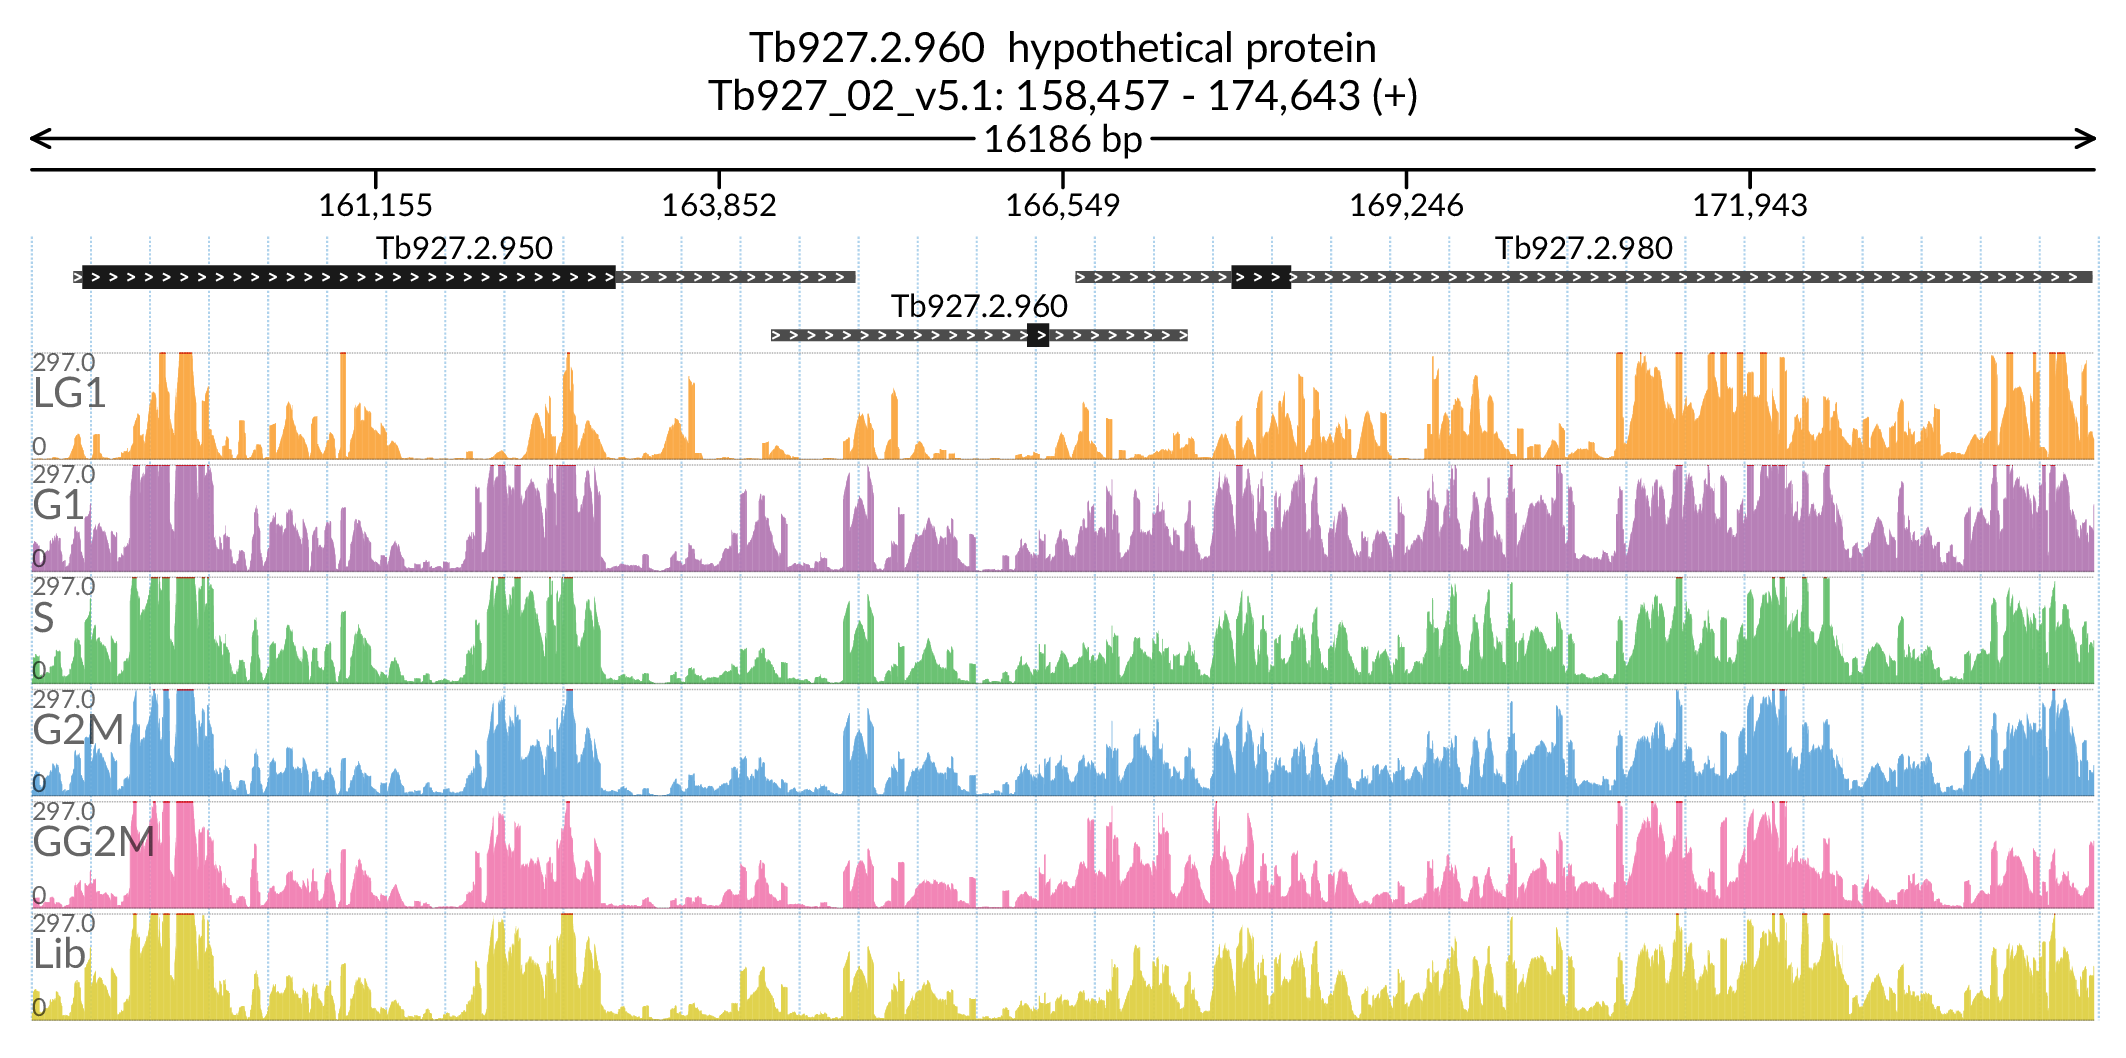 Tb927.2.960 hypothetical protein
Tb927_02_v5.1: 158,457 - 174,643 (+)
16186 bp
161,155 163,852 166,549 169,246 171,943
Tb927.2.950 Tb927.2.980
Tb927.2.960
297.0
LG1
0
297.0
G1
0
297.0
S
0
297.0
G2M
0
297.0
GG2M
0
297.0
Lib
0